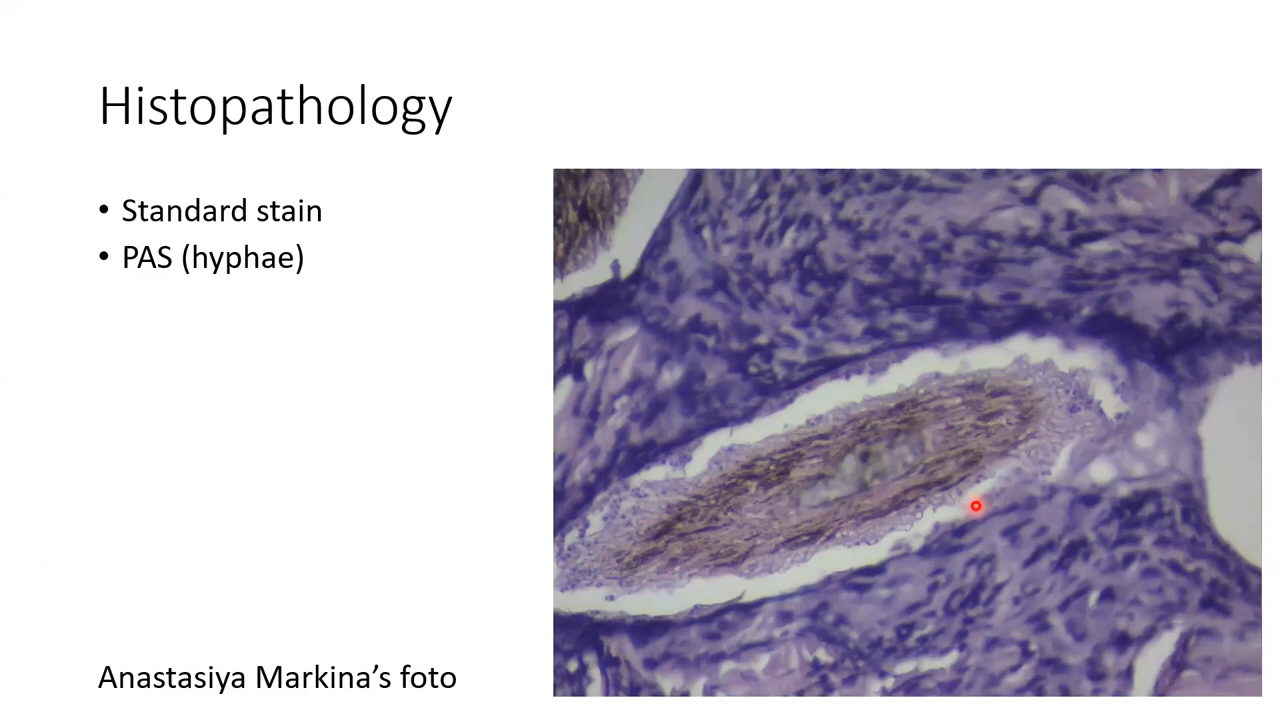 Histopathology
• Standard stain
• PAS (hyphae)
Anastasiya Markina’s foto